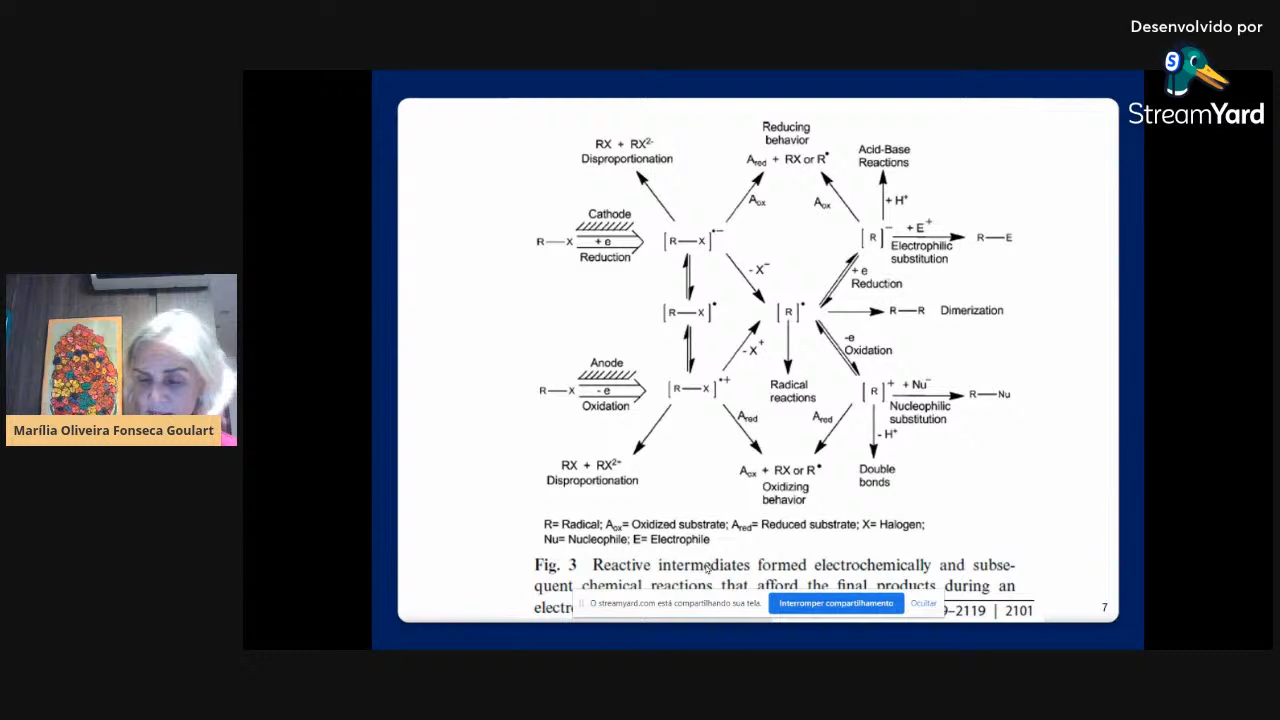 Desenvolvido por
StreamYard
Reducing
behavior
RX + RX2-
Disproportionation
Ared + RX or R•
Acid-Base
Reactions
Aox
Aox
+ H+
Cathode
R—X
+ e
Reduction
[R—X]•−
[R]−
+ E+
R—E
Electrophilic
substitution
- X−
+ e
Reduction
[R—X]•
[R]•
R—R
Dimerization
-e
Oxidation
- X+
Anode
R—X
- e
Oxidation
[R—X]•+
Radical
reactions
[R]+
+ Nu−
R—Nu
Nucleophilic
substitution
Ared
Ared
- H+
RX + RX2+
Disproportionation
Aox + RX or R•
Oxidizing
behavior
Double
bonds
R= Radical; Aox= Oxidized substrate; Ared= Reduced substrate; X= Halogen;
Nu= Nucleophile; E= Electrophile
Fig. 3 Reactive intermediates formed electrochemically and subse-
quent chemical reactions that afford the final products during an
electro
O streamyard.com está compartilhando sua tela.
Interromper compartilhamento
Ocultar
9–2119 | 2101
7
Marília Oliveira Fonseca Goulart